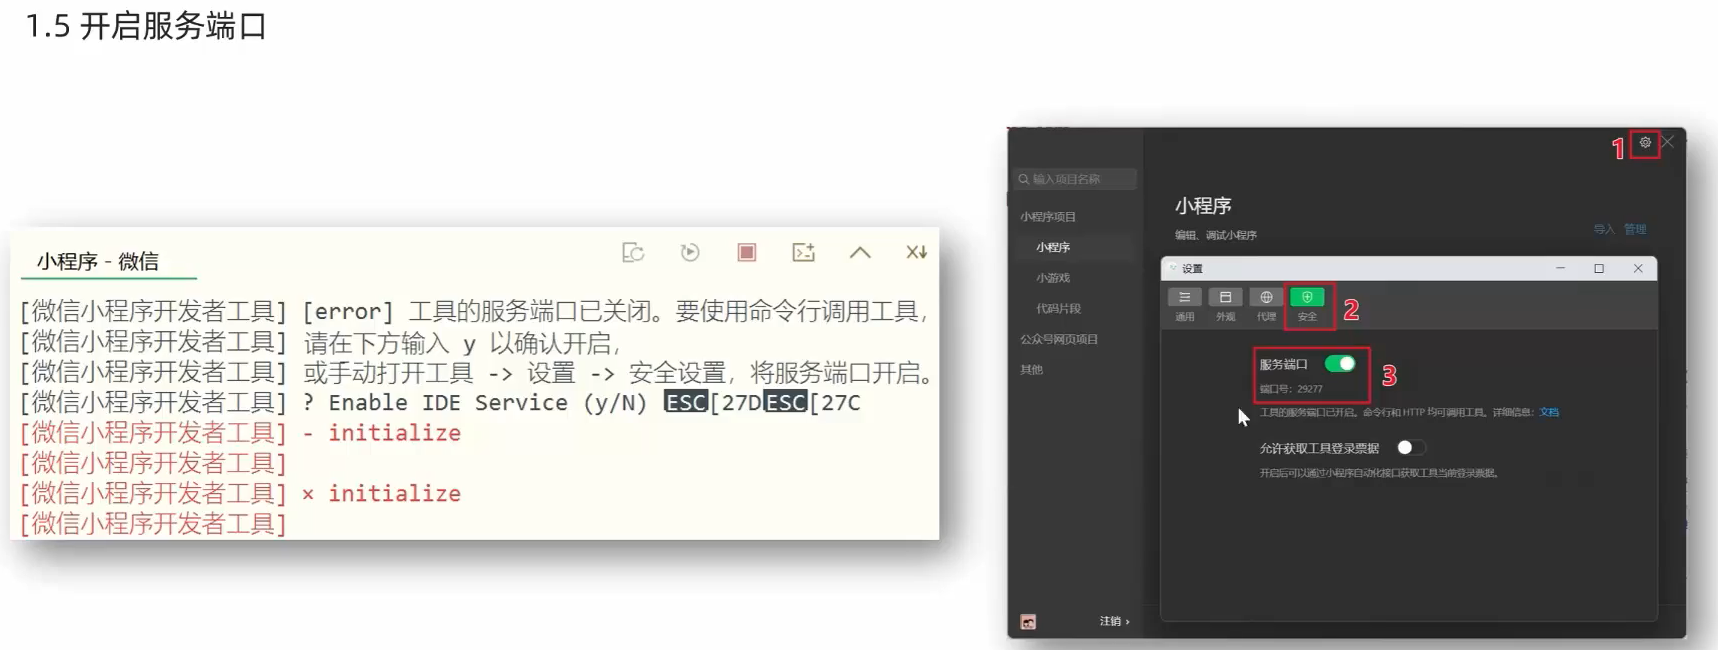 1.5 开启服务端口
小程序 - 微信
[微信小程序开发者工具] [error] 工具的服务端口已关闭。要使用命令行调用工具，
[微信小程序开发者工具] 请在下方输入 y 以确认开启，
[微信小程序开发者工具] 或手动打开工具 -> 设置 -> 安全设置，将服务端口开启。
[微信小程序开发者工具] ? Enable IDE Service (y/N) ESC[27DESC[27C
[微信小程序开发者工具] - initialize
[微信小程序开发者工具]
[微信小程序开发者工具] × initialize
[微信小程序开发者工具]
1
输入项目名称
小程序项目
小程序
小游戏
代码片段
公众号网页项目
其他
注销 ›
小程序
编辑、调试小程序
导入 管理
设置
通用 外观 代理 安全
2
服务端口
端口号：29277
3
工具的服务端口已开启。命令行和 HTTP 均可调用工具。详细信息：文档
允许获取工具登录票据
开启后可以通过小程序自动化接口获取工具当前登录票据。